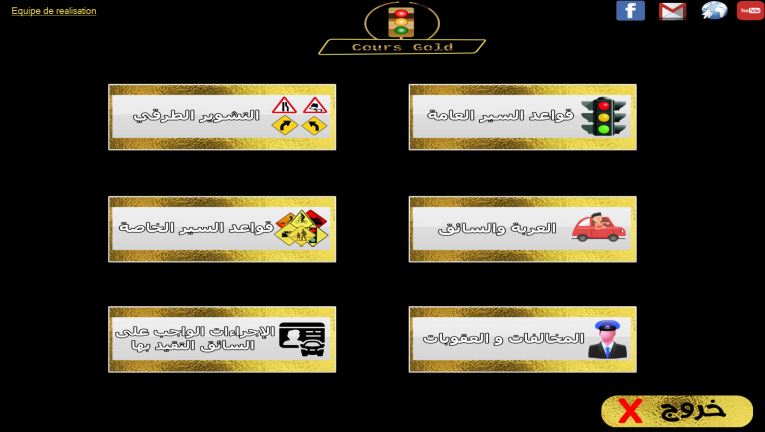 Equipe de realisation
YouTube
Cours Gold
قواعد السير العامة
التشوير الطرقي
العربة والسائق
قواعد السير الخاصة
المخالفات و العقوبات
الإجراءات الواجب على
السائق التقيد بها
خروج X